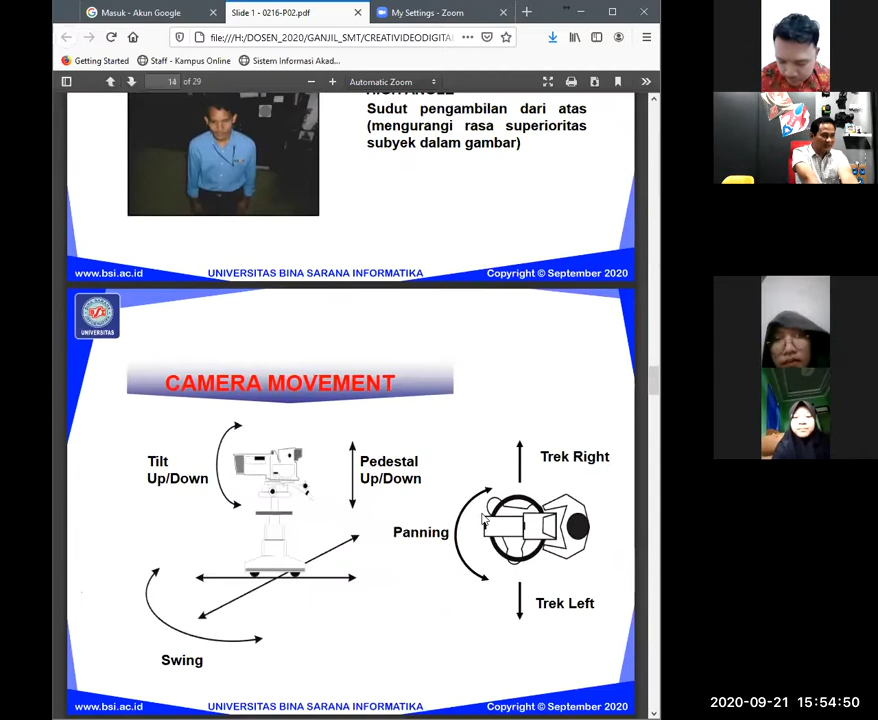 Masuk - Akun Google
Slide 1 - 0216-P02.pdf
My Settings - Zoom
file:///H:/DOSEN_2020/GANJIL_SMT/CREATIVIDEODIGITA
Getting Started
Staff - Kampus Online
Sistem Informasi Akad...
14
of 29
Automatic Zoom
Sudut pengambilan dari atas
(mengurangi rasa superioritas
subyek dalam gambar)
www.bsi.ac.id
UNIVERSITAS BINA SARANA INFORMATIKA
Copyright © September 2020
UNIVERSITAS
CAMERA MOVEMENT
Tilt
Up/Down
Pedestal
Up/Down
Trek Right
Panning
Trek Left
Swing
www.bsi.ac.id
UNIVERSITAS BINA SARANA INFORMATIKA
Copyright © September 2020
2020-09-21 15:54:50